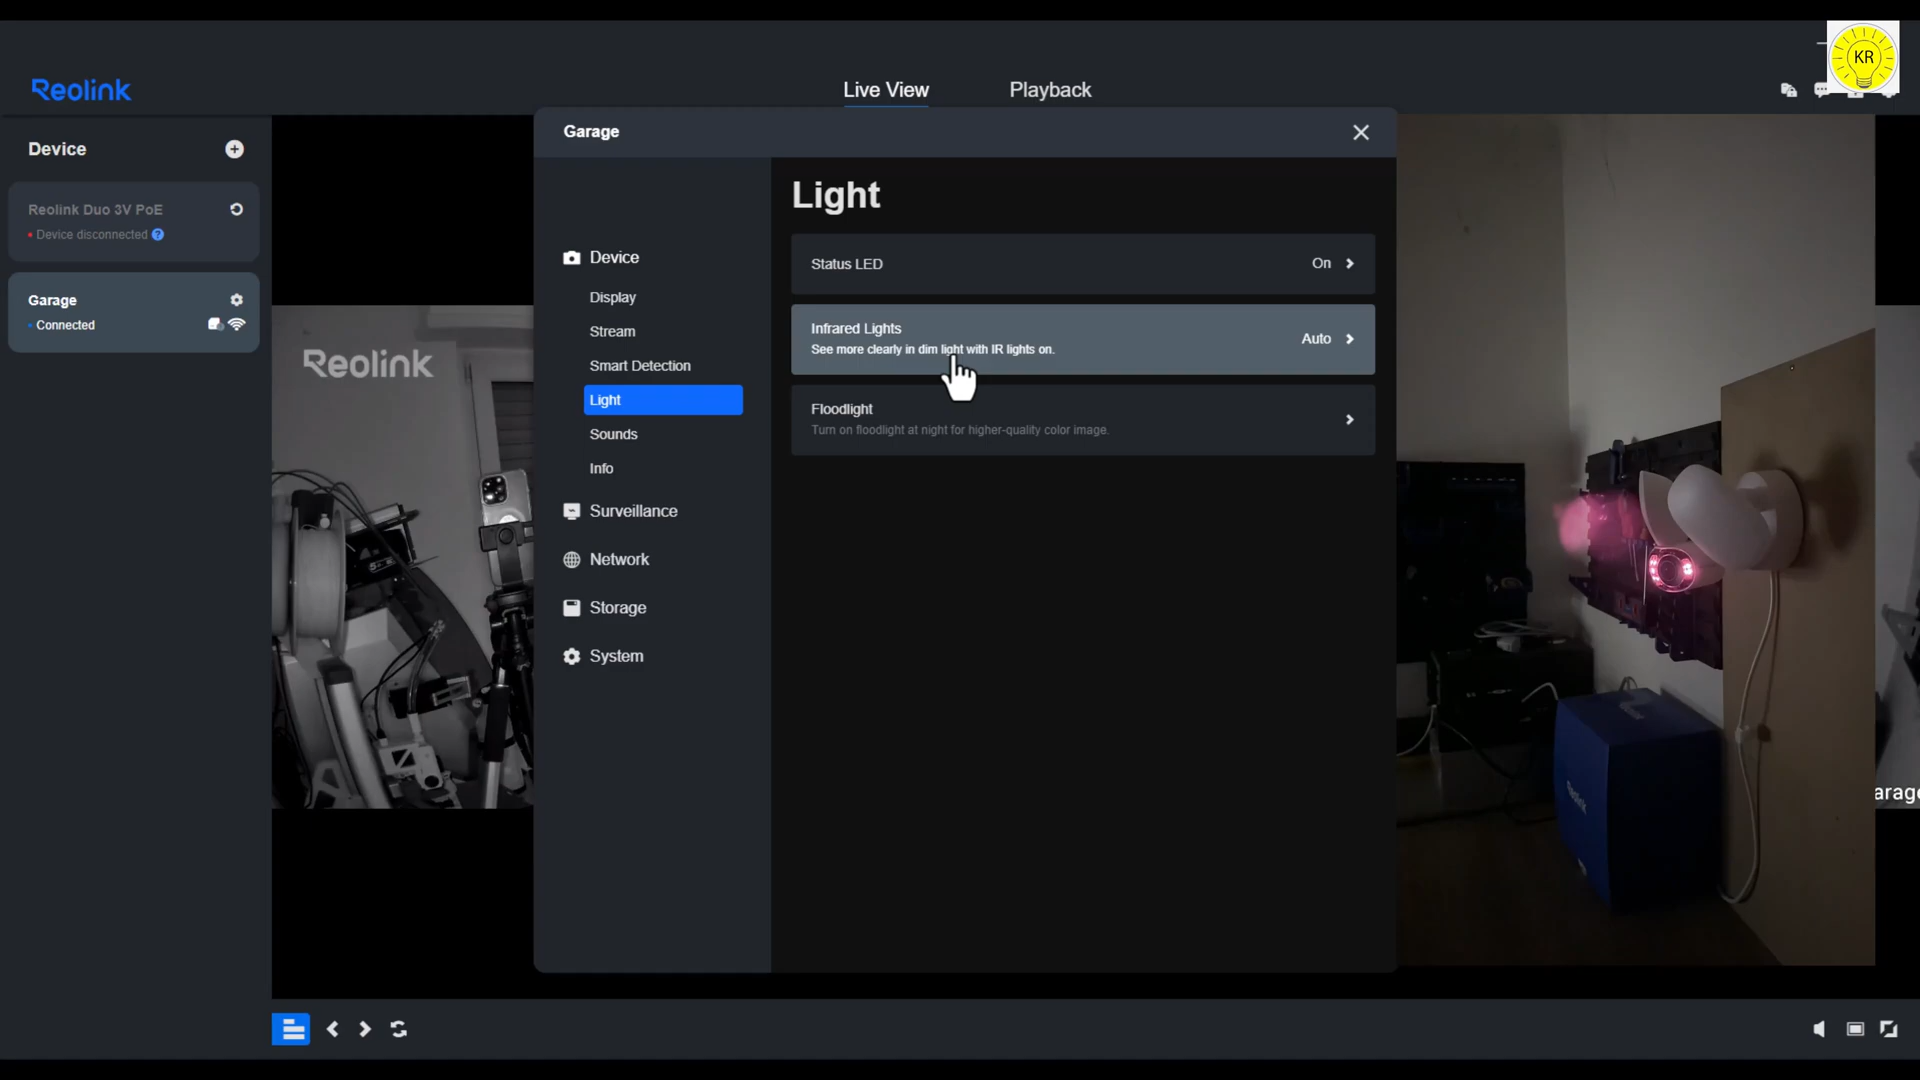 KR
Reolink
Live View
Playback
Device
Reolink Duo 3V PoE
Device disconnected
Garage
Connected
Reolink
Garage
Device
Display
Stream
Smart Detection
Light
Sounds
Info
Surveillance
Network
Storage
System
Light
Status LED
On
Infrared Lights
See more clearly in dim light with IR lights on.
Auto
Floodlight
Turn on floodlight at night for higher-quality color image.
reolink
reolink
arage